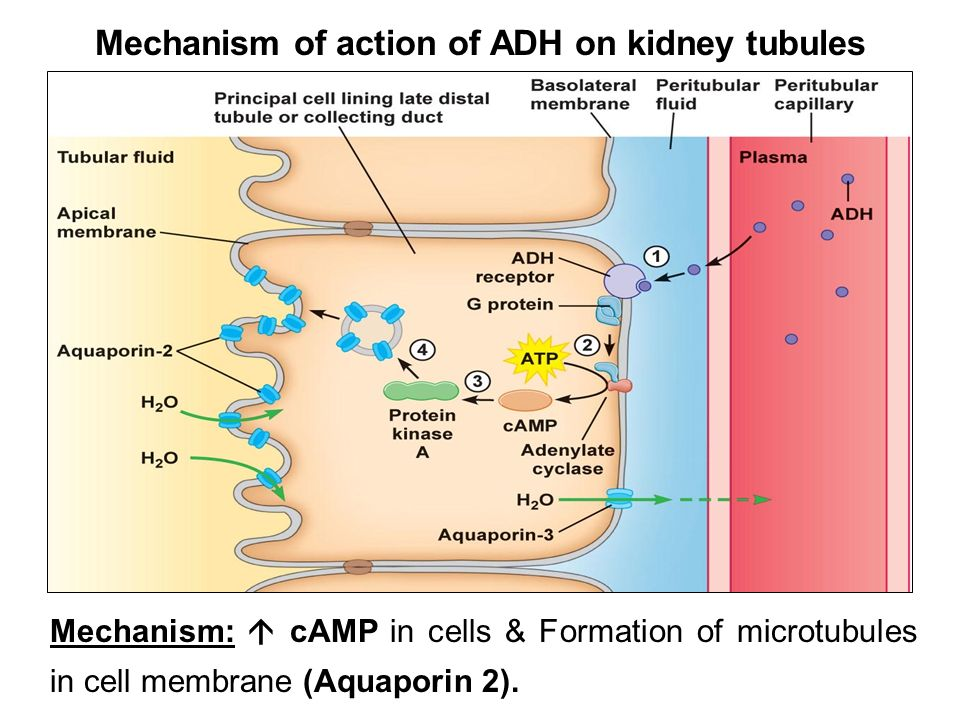 Mechanism of action of ADH on kidney tubules
Principal cell lining late distal
tubule or collecting duct
Basolateral
membrane
Peritubular
fluid
Peritubular
capillary
Tubular fluid
Plasma
Apical
membrane
ADH
ADH
receptor
1
G protein
Aquaporin-2
4
ATP
2
3
H₂O
Protein
kinase
A
cAMP
Adenylate
cyclase
H₂O
H₂O
Aquaporin-3
Mechanism: ↑ cAMP in cells & Formation of microtubules
in cell membrane (Aquaporin 2).